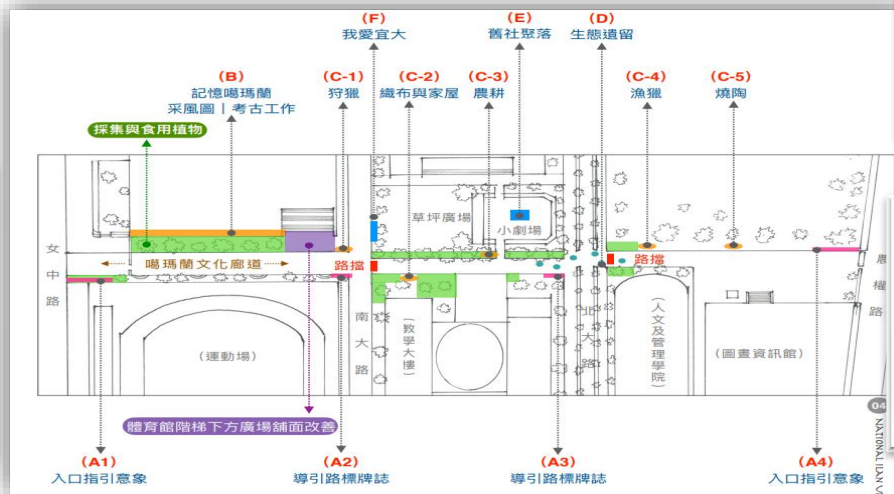 (F)
我愛宜大
(E)
舊社聚落
(D)
生態遺留
(B)
記憶噶瑪蘭
采風圖 | 考古工作
(C-1)
狩獵
(C-2)
織布與家屋
(C-3)
農耕
(C-4)
漁獵
(C-5)
燒陶
採集與食用植物
草坪廣場
小劇場
女中路
噶瑪蘭文化廊道
路擋
路擋
農權路
南大路
(教學大樓)
北大路
(人文及管理學院)
(運動場)
(圖書資訊館)
體育館階梯下方廣場舖面改善
04
NATIONAL ILAN U
(A1)
入口指引意象
(A2)
導引路標牌誌
(A3)
導引路標牌誌
(A4)
入口指引意象